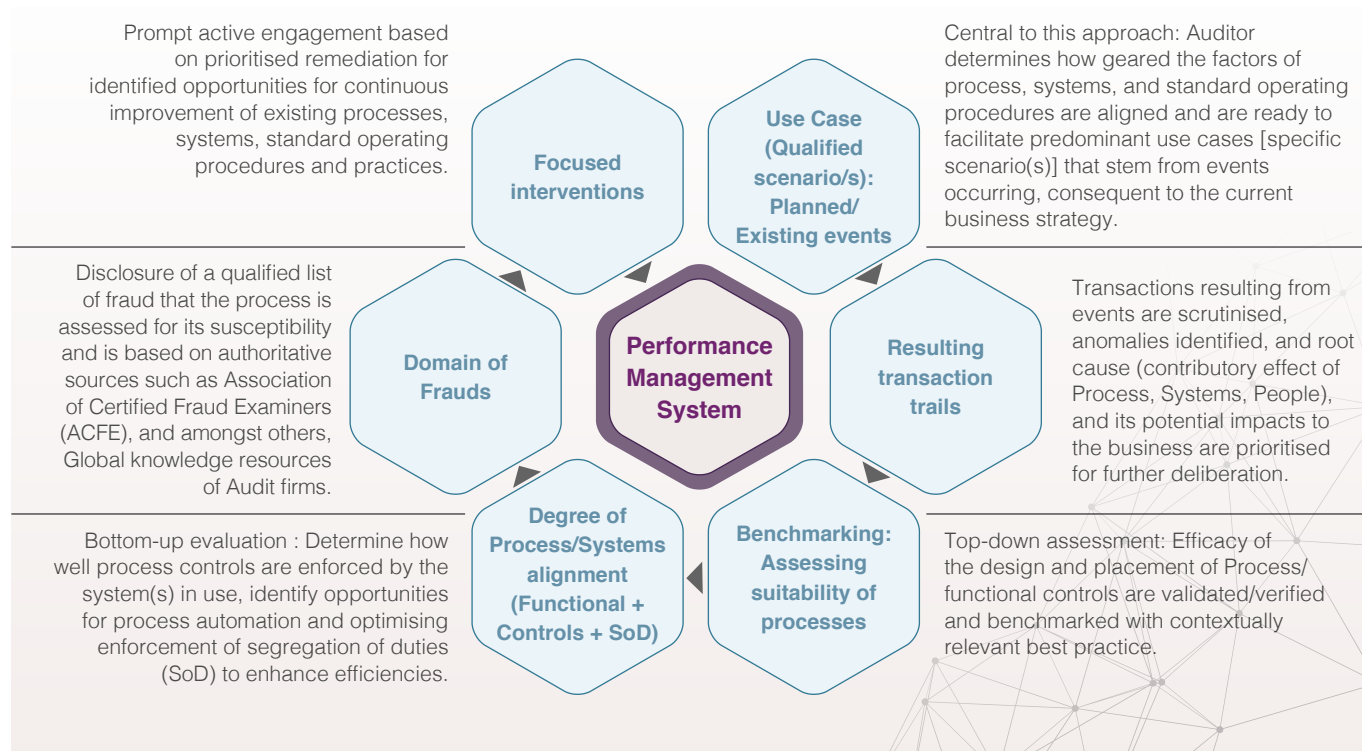 Prompt active engagement based
on prioritised remediation for
identified opportunities for continuous
improvement of existing processes,
systems, standard operating
procedures and practices.
Focused
interventions
Use Case
(Qualified
scenario/s):
Planned/
Existing events
Central to this approach: Auditor
determines how geared the factors of
process, systems, and standard operating
procedures are aligned and are ready to
facilitate predominant use cases [specific
scenario(s)] that stem from events
occurring, consequent to the current
business strategy.
Disclosure of a qualified list
of fraud that the process is
assessed for its susceptibility
and is based on authoritative
sources such as Association
of Certified Fraud Examiners
(ACFE), and amongst others,
Global knowledge resources
of Audit firms.
Domain of
Frauds
Performance
Management
System
Resulting
transaction
trails
Transactions resulting from
events are scrutinised,
anomalies identified, and root
cause (contributory effect of
Process, Systems, People),
and its potential impacts to
the business are prioritised
for further deliberation.
Bottom-up evaluation : Determine how
well process controls are enforced by the
system(s) in use, identify opportunities
for process automation and optimising
enforcement of segregation of duties
(SoD) to enhance efficiencies.
Degree of
Process/Systems
alignment
(Functional +
Controls + SoD)
Benchmarking:
Assessing
suitability of
processes
Top-down assessment: Efficacy of
the design and placement of Process/
functional controls are validated/verified
and benchmarked with contextually
relevant best practice.